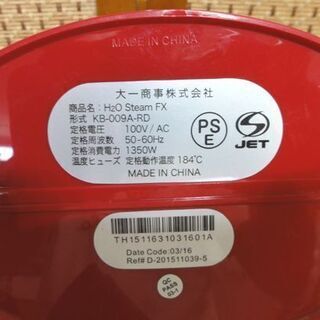 MADE IN CHINA
大一商事株式会社
商品名：H2O Steam FX
形式 KB-009A-RD
定格電圧 100V/AC
定格周波数 50-60Hz
定格消費電力 1350W
温度ヒューズ 定格動作温度 184℃
MADE IN CHINA
PS
E
S
JET
TH1511631031601A
Date Code:03/16
Ref# D-201511039-5
QC
PASS
03-1